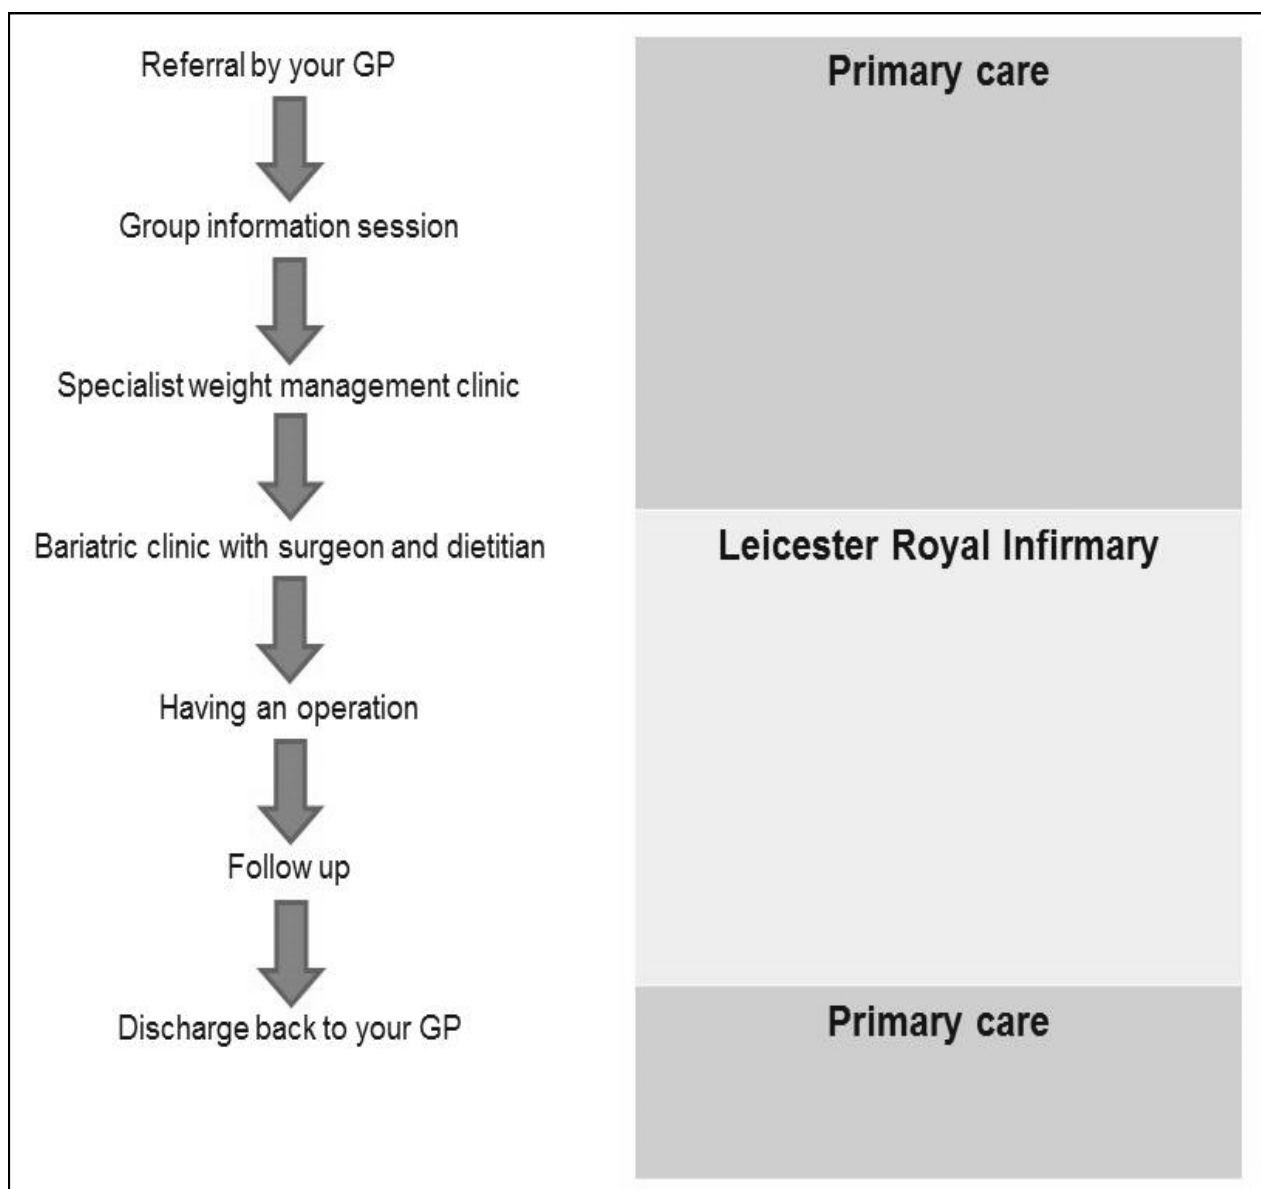 Referral by your GP
Group information session
Specialist weight management clinic
Bariatric clinic with surgeon and dietitian
Having an operation
Follow up
Discharge back to your GP
Primary care
Leicester Royal Infirmary
Primary care